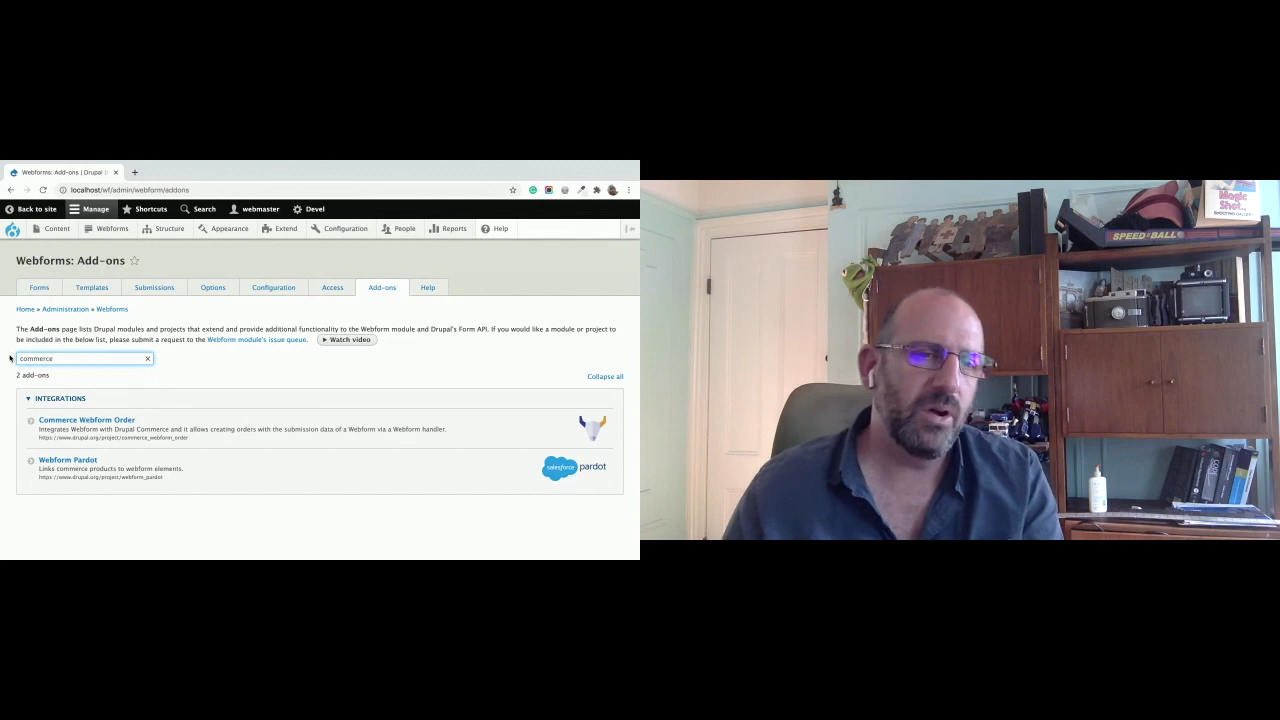 Webforms: Add-ons | Drupal
localhost/wf/admin/webform/addons
Back to site Manage Shortcuts Search webmaster Devel
Content Webforms Structure Appearance Extend Configuration People Reports Help
Webforms: Add-ons
Forms Templates Submissions Options Configuration Access Add-ons Help
Home » Administration » Webforms
The Add-ons page lists Drupal modules and projects that extend and provide additional functionality to the Webform module and Drupal's Form API. If you would like a module or project to
be included in the below list, please submit a request to the Webform module's issue queue. Watch video
commerce
2 add-ons
Collapse all
INTEGRATIONS
Commerce Webform Order
Integrates Webform with Drupal Commerce and it allows creating orders with the submission data of a Webform via a Webform handler.
https://www.drupal.org/project/commerce_webform_order
Webform Pardot
Links commerce products to webform elements.
https://www.drupal.org/project/webform_pardot
salesforce pardot
Magic
Shot
SHOOTING GALLERY
SPEED-BALL